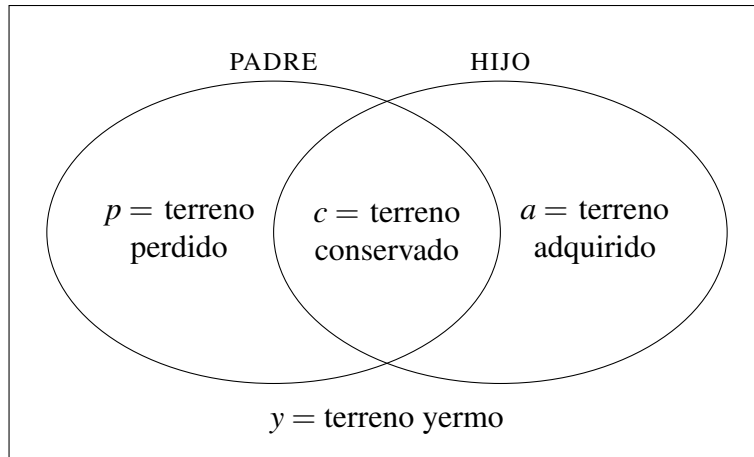 PADRE
HIJO
p = terreno
perdido
c = terreno
conservado
a = terreno
adquirido
y = terreno yermo